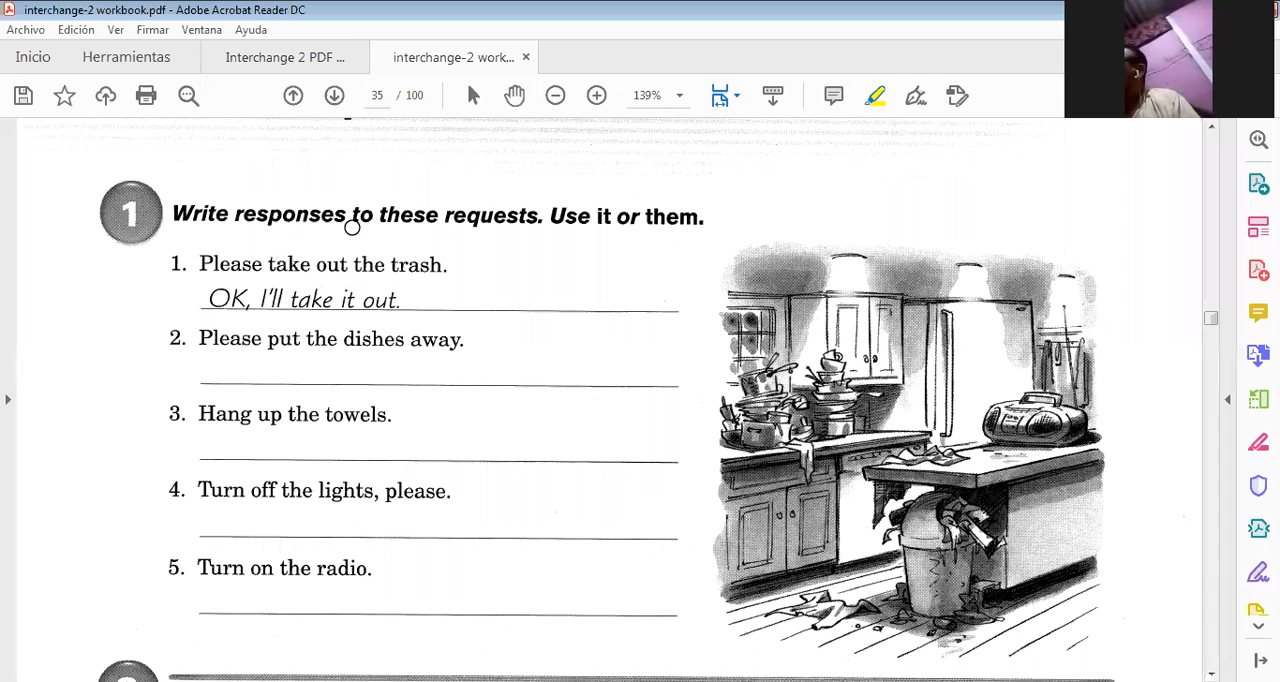 interchange-2 workbook.pdf - Adobe Acrobat Reader DC
Archivo Edición Ver Firmar Ventana Ayuda
Inicio Herramientas Interchange 2 PDF ... interchange-2 work... ×
35 / 100 139%
1 Write responses to these requests. Use it or them.
1. Please take out the trash.
OK, I'll take it out.
2. Please put the dishes away.
3. Hang up the towels.
4. Turn off the lights, please.
5. Turn on the radio.